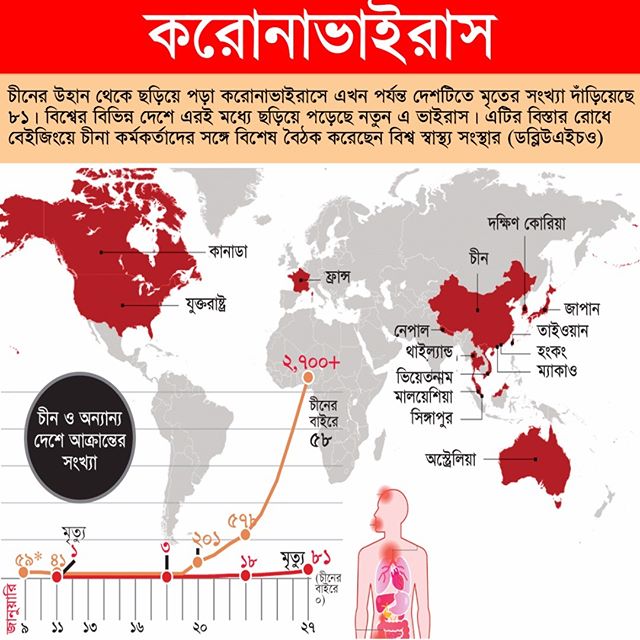 করোনাভাইরাস
চীনের উহান থেকে ছড়িয়ে পড়া করোনাভাইরাসে এখন পর্যন্ত দেশটিতে মৃতের সংখ্যা দাঁড়িয়েছে
৮১। বিশ্বের বিভিন্ন দেশে এরই মধ্যে ছড়িয়ে পড়েছে নতুন এ ভাইরাস। এটির বিস্তার রোধে
বেইজিংয়ে চীনা কর্মকর্তাদের সঙ্গে বিশেষ বৈঠক করেছেন বিশ্ব স্বাস্থ্য সংস্থার (ডব্লিউএইচও)
দক্ষিণ কোরিয়া
কানাডা
চীন
ফ্রান্স
যুক্তরাষ্ট্র
জাপান
নেপাল
তাইওয়ান
থাইল্যান্ড
হংকং
ভিয়েতনাম
ম্যাকাও
মালয়েশিয়া
সিঙ্গাপুর
অস্ট্রেলিয়া
২,৭০০+
চীনের
বাইরে
৫৮
চীন ও অন্যান্য
দেশে আক্রান্তের
সংখ্যা
৫৭৮
২০১
মৃত্যু
১
৩
৫৯*
৪১
১৮
মৃত্যু ৮১
(চীনের
বাইরে
০)
জানুয়ারি
৯ ১১ ১৩ ১৬ ২০ ২৭